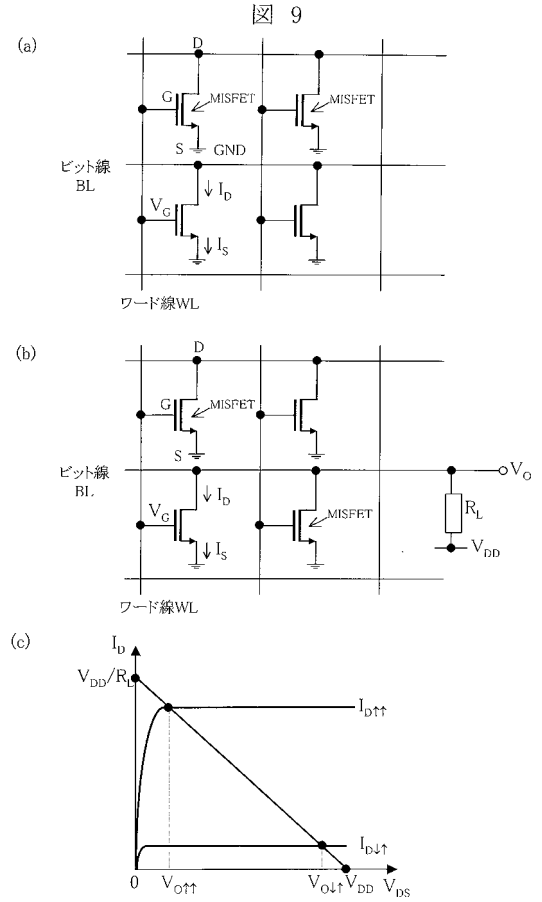 図 9
(a)
D
G
MISFET
MISFET
S
GND
ビット線
BL
I_D
V_G
I_S
ワード線WL
(b)
D
G
MISFET
S
ビット線
BL
I_D
V_G
MISFET
I_S
V_O
R_L
V_DD
ワード線WL
(c)
I_D
V_DD/R_L
I_D↑↑
I_D↓↑
0
V_O↑↑
V_O↓↑
V_DD
V_DS